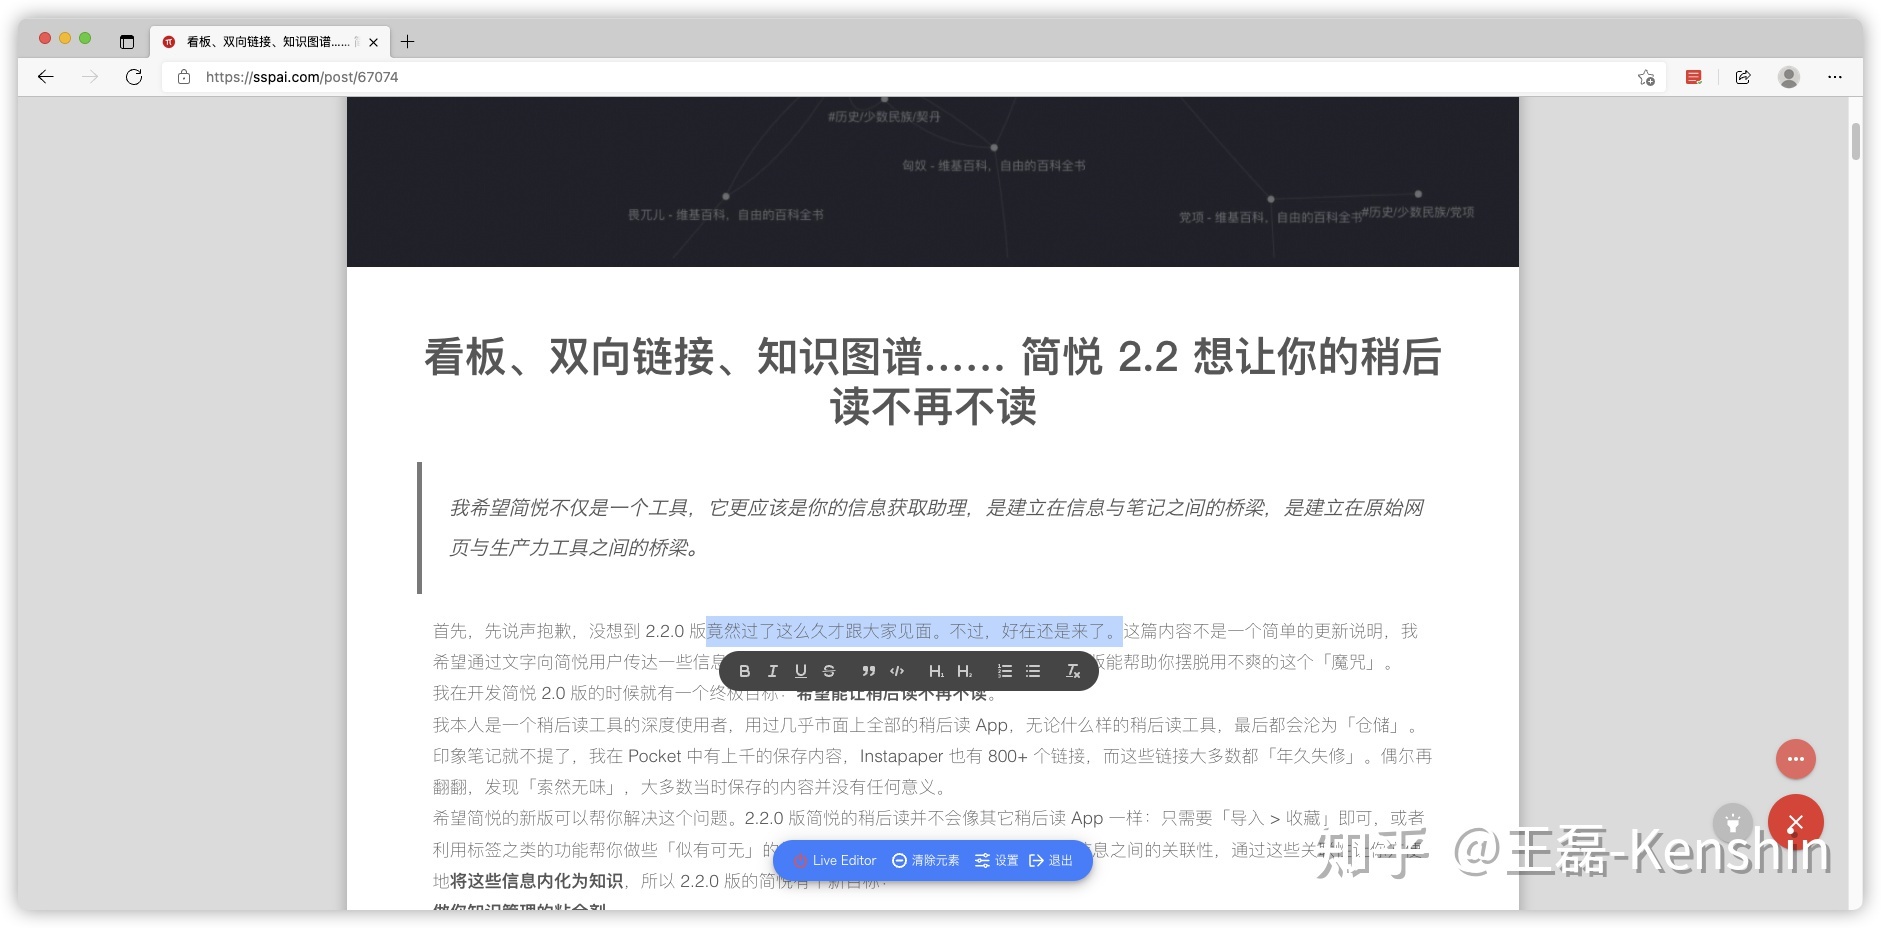 看板、双向链接、知识图谱……
https://sspai.com/post/67074
#历史/少数民族/契丹
匈奴 - 维基百科，自由的百科全书
畏兀儿 - 维基百科，自由的百科全书
党项 - 维基百科，自由的百科全书
#历史/少数民族/党项
看板、双向链接、知识图谱…… 简悦 2.2 想让你的稍后
读不再不读
我希望简悦不仅是一个工具，它更应该是你的信息获取助理，是建立在信息与笔记之间的桥梁，是建立在原始网
页与生产力工具之间的桥梁。
首先，先说声抱歉，没想到 2.2.0 版竟然过了这么久才跟大家见面。不过，好在还是来了。这篇内容不是一个简单的更新说明，我
希望通过文字向简悦用户传达一些信息 版能帮助你摆脱用不爽的这个「魔咒」。
B I U S H₁ H₂
我在开发简悦 2.0 版的时候就有一个终极目标：希望能让稍后读不再不读。
我本人是一个稍后读工具的深度使用者，用过几乎市面上全部的稍后读 App，无论什么样的稍后读工具，最后都会沦为「仓储」。
印象笔记就不提了，我在 Pocket 中有上千的保存内容，Instapaper 也有 800+ 个链接，而这些链接大多数都「年久失修」。偶尔再
翻翻，发现「索然无味」，大多数当时保存的内容并没有任何意义。
希望简悦的新版可以帮你解决这个问题。2.2.0 版简悦的稍后读并不会像其它稍后读 App 一样：只需要「导入 > 收藏」即可，或者
利用标签之类的功能帮你做些「似有可无」的 息之间的关联性，通过这些关联性让你
Live Editor 清除元素 设置 退出
地将这些信息内化为知识，所以 2.2.0 版的简悦有个新目标：
做你知识管理的粘合剂
知乎 @王磊-Kenshin